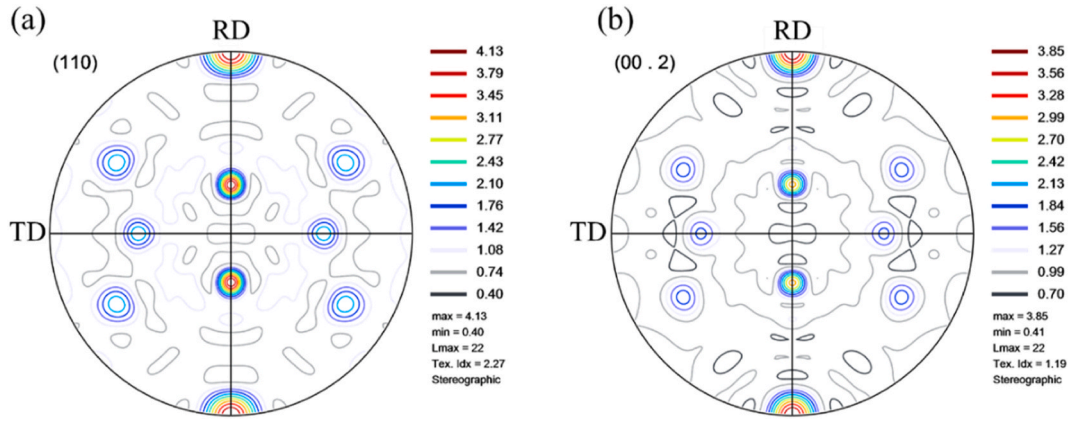 (a)
RD
(110)
TD
4.13
3.79
3.45
3.11
2.77
2.43
2.10
1.76
1.42
1.08
0.74
0.40
max = 4.13
min = 0.40
Lmax = 22
Tex. Idx = 2.27
Stereographic
(b)
RD
(00 . 2)
TD
3.85
3.56
3.28
2.99
2.70
2.42
2.13
1.84
1.56
1.27
0.99
0.70
max = 3.85
min = 0.41
Lmax = 22
Tex. Idx = 1.19
Stereographic